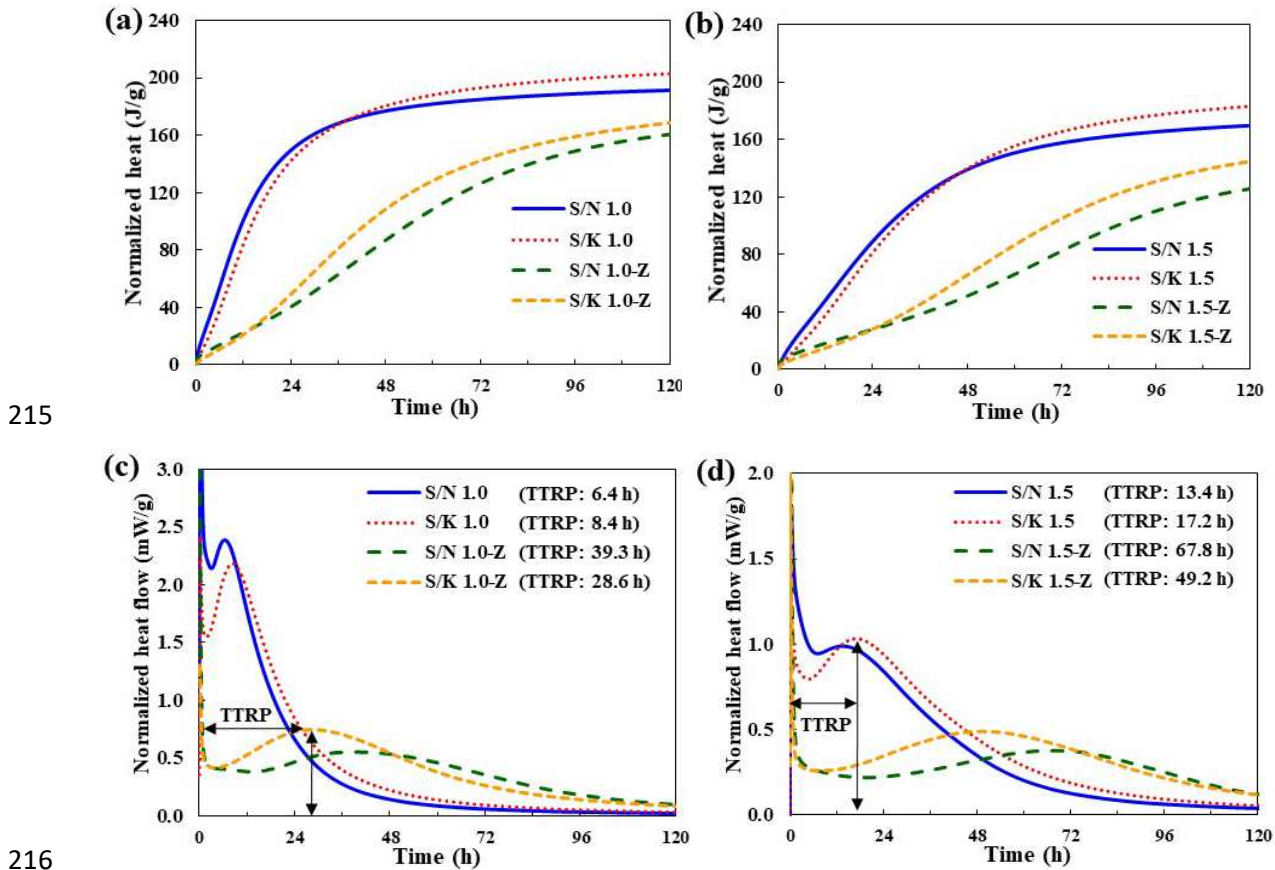 (a)
240
200
160
120
80
40
0
Normalized heat (J/g)
S/N 1.0
S/K 1.0
S/N 1.0-Z
S/K 1.0-Z
0 24 48 72 96 120
Time (h)
(b)
240
200
160
120
80
40
0
Normalized heat (J/g)
S/N 1.5
S/K 1.5
S/N 1.5-Z
S/K 1.5-Z
0 24 48 72 96 120
Time (h)
215
(c)
3.0
2.5
2.0
1.5
1.0
0.5
0.0
Normalized heat flow (mW/g)
S/N 1.0 (TTRP: 6.4 h)
S/K 1.0 (TTRP: 8.4 h)
S/N 1.0-Z (TTRP: 39.3 h)
S/K 1.0-Z (TTRP: 28.6 h)
TTRP
0 24 48 72 96 120
Time (h)
(d)
2.0
1.5
1.0
0.5
0.0
Normalized heat flow (mW/g)
S/N 1.5 (TTRP: 13.4 h)
S/K 1.5 (TTRP: 17.2 h)
S/N 1.5-Z (TTRP: 67.8 h)
S/K 1.5-Z (TTRP: 49.2 h)
TTRP
0 24 48 72 96 120
Time (h)
216